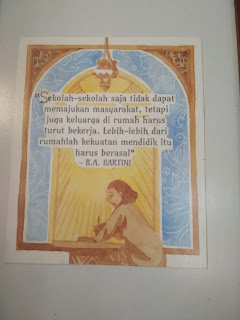 "Sekolah-sekolah saja tidak dapat
memajukan masyarakat, tetapi
juga keluarga di rumah harus
turut bekerja. Lebih-lebih dari
rumahlah kekuatan mendidik itu
harus berasal"
– R.A. KARTINI